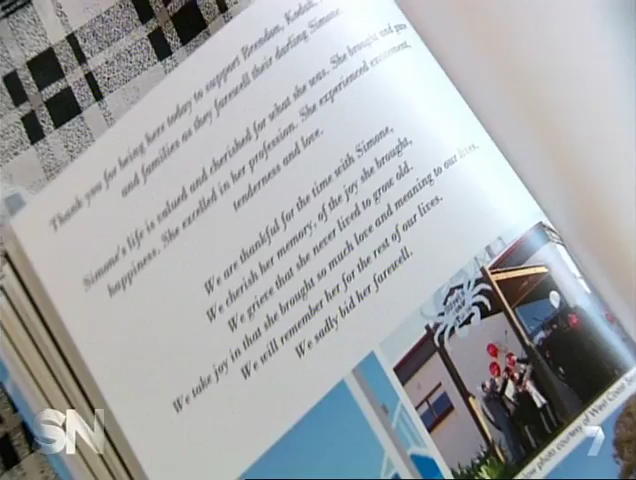 Thank you for being here today to support Brendon, Kodah,
and families as they farewell their darling Simone.
Simone's life is valued and cherished for what she was. She brought and gave
happiness. She excelled in her profession. She experienced excitement,
tenderness and love.
We are thankful for the time with Simone,
We cherish her memory, of the joy she brought,
We grieve that she never lived to grow old.
We take joy in that she brought so much love and meaning to our lives.
We will remember her for the rest of our lives.
We sadly bid her farewell.
photo courtesy of West Coast
SN
7